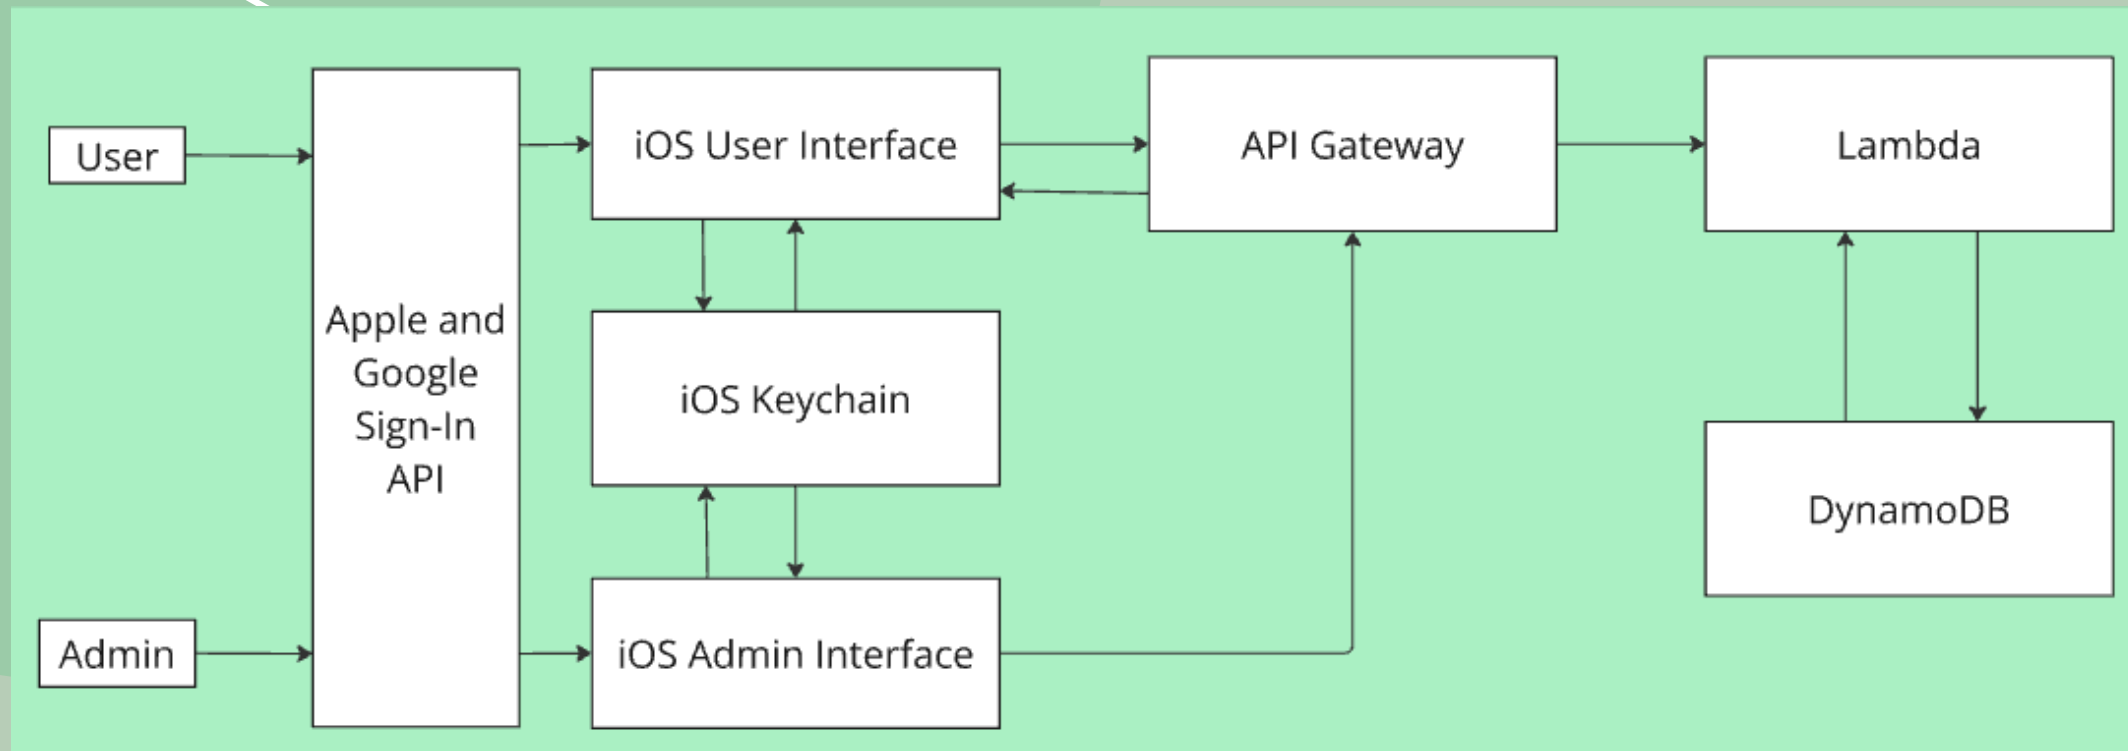 User
Apple and
Google
Sign-In
API
Admin
iOS User Interface
iOS Keychain
iOS Admin Interface
API Gateway
Lambda
DynamoDB